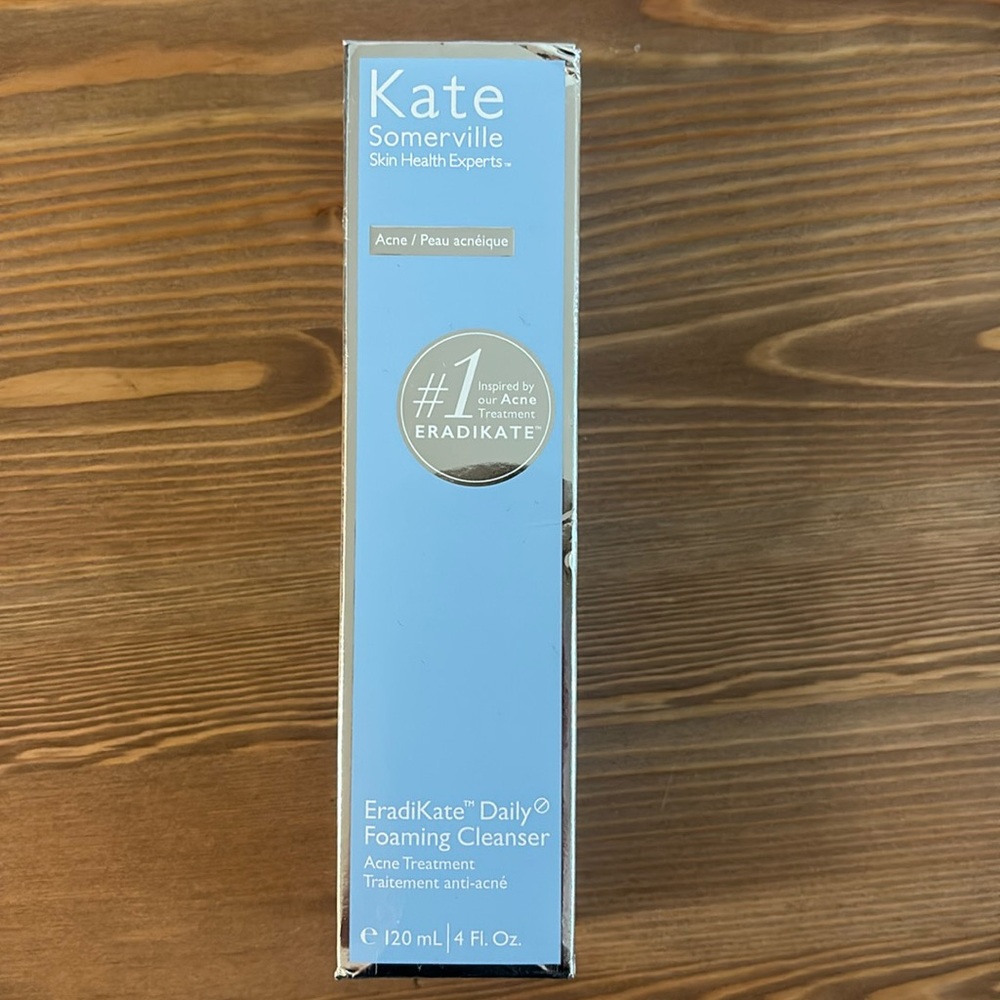 Kate
Somerville
Skin Health Experts™
Acne / Peau acnéique
#1 Inspired by
our Acne
Treatment
ERADIKATE™
EradiKate™ Daily
Foaming Cleanser
Acne Treatment
Traitement anti-acné
e 120 mL | 4 Fl. Oz.